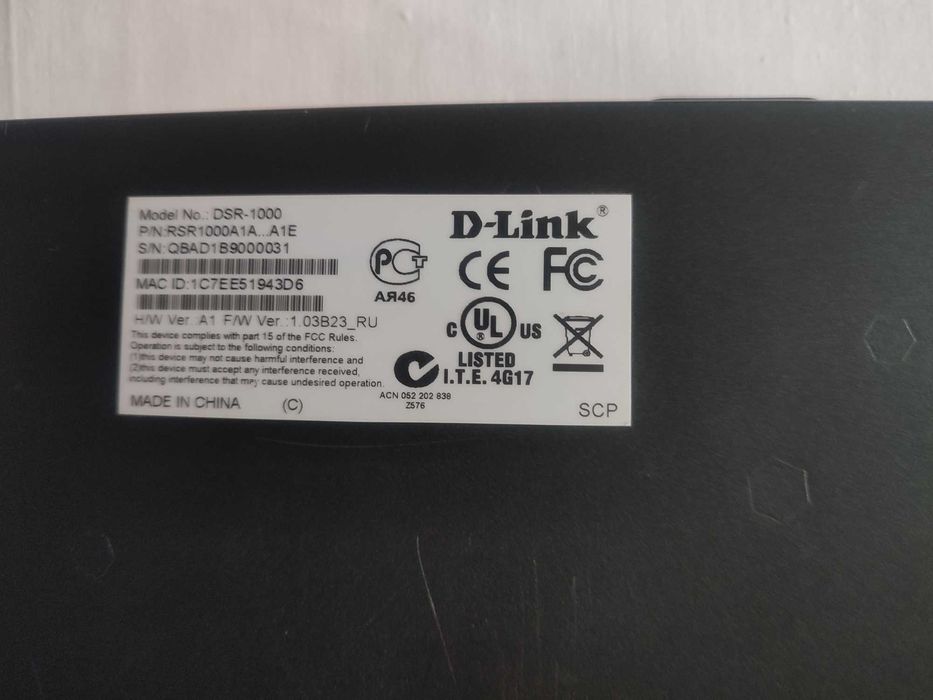 Model No.: DSR-1000
P/N:RSR1000A1A...A1E
S/N:QBAD1B9000031
MAC ID:1C7EE51943D6
H/W Ver.:A1 F/W Ver.:1.03B23_RU
This device complies with part 15 of the FCC Rules.
Operation is subject to the following conditions:
(1)this device may not cause harmful interference and
(2)this device must accept any interference received,
including interference that may cause undesired operation.
MADE IN CHINA (C)
РСТ
АЯ46
D-Link®
CE FCC
C UL US
LISTED
I.T.E. 4G17
ACN 052 202 838
Z576
SCP